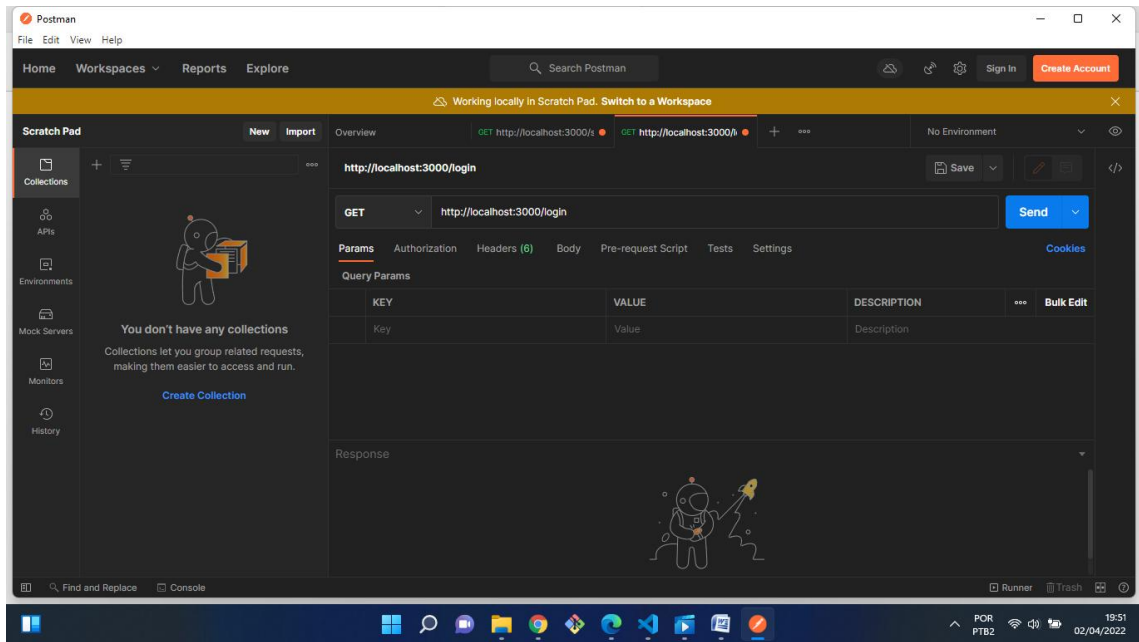 Postman
File Edit View Help
Home Workspaces Reports Explore
Search Postman
Sign In
Create Account
Working locally in Scratch Pad. Switch to a Workspace
Scratch Pad
New Import
Overview
GET http://localhost:3000/s
GET http://localhost:3000/l
No Environment
Collections
http://localhost:3000/login
Save
APIs
GET
http://localhost:3000/login
Send
Params Authorization Headers (6) Body Pre-request Script Tests Settings
Cookies
Environments
Query Params
KEY VALUE DESCRIPTION
Bulk Edit
Key Value Description
Mock Servers
You don't have any collections
Collections let you group related requests,
making them easier to access and run.
Create Collection
Monitors
History
Response
Find and Replace
Console
Runner
Trash
POR
PTB2
19:51
02/04/2022